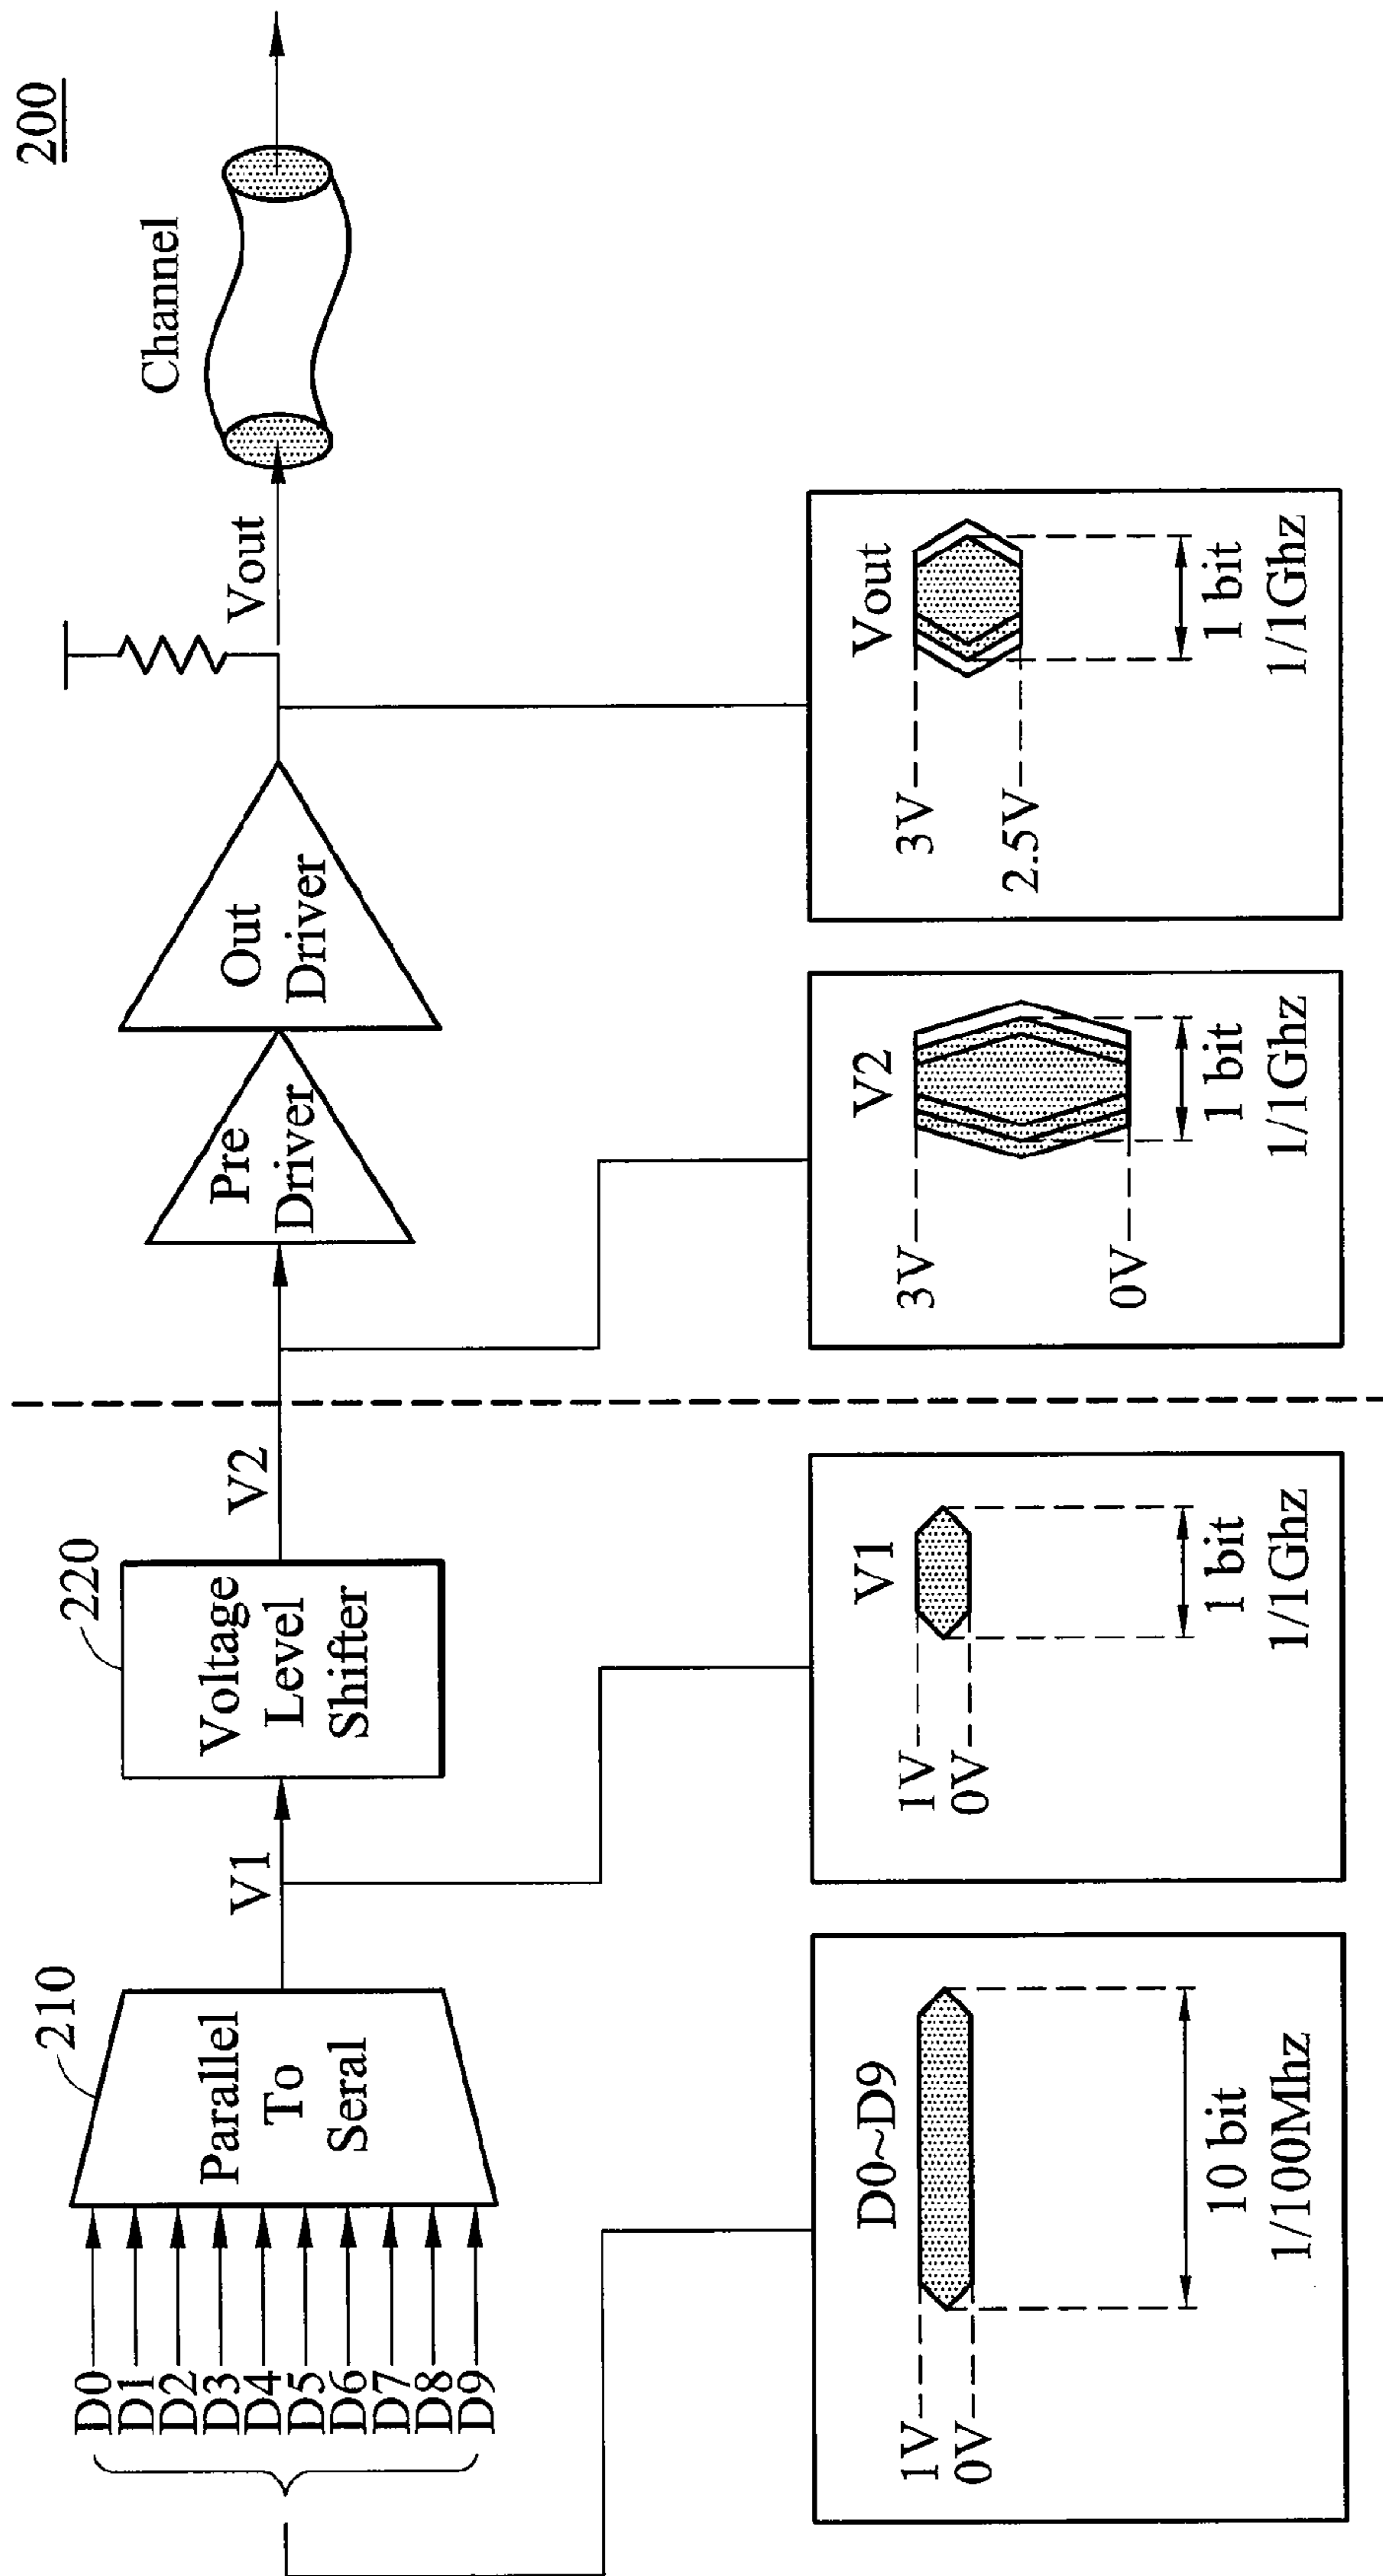 200
D0
D1
D2
D3
D4
D5
D6
D7
D8
D9
210
Parallel
To
Seral
V1
220
Voltage
Level
Shifter
V2
Pre
Driver
Out
Driver
Vout
Channel
D0~D9
1V
0V
10 bit
1/100Mhz
V1
1V
0V
1 bit
1/1Ghz
V2
3V
0V
1 bit
1/1Ghz
Vout
3V
2.5V
1 bit
1/1Ghz